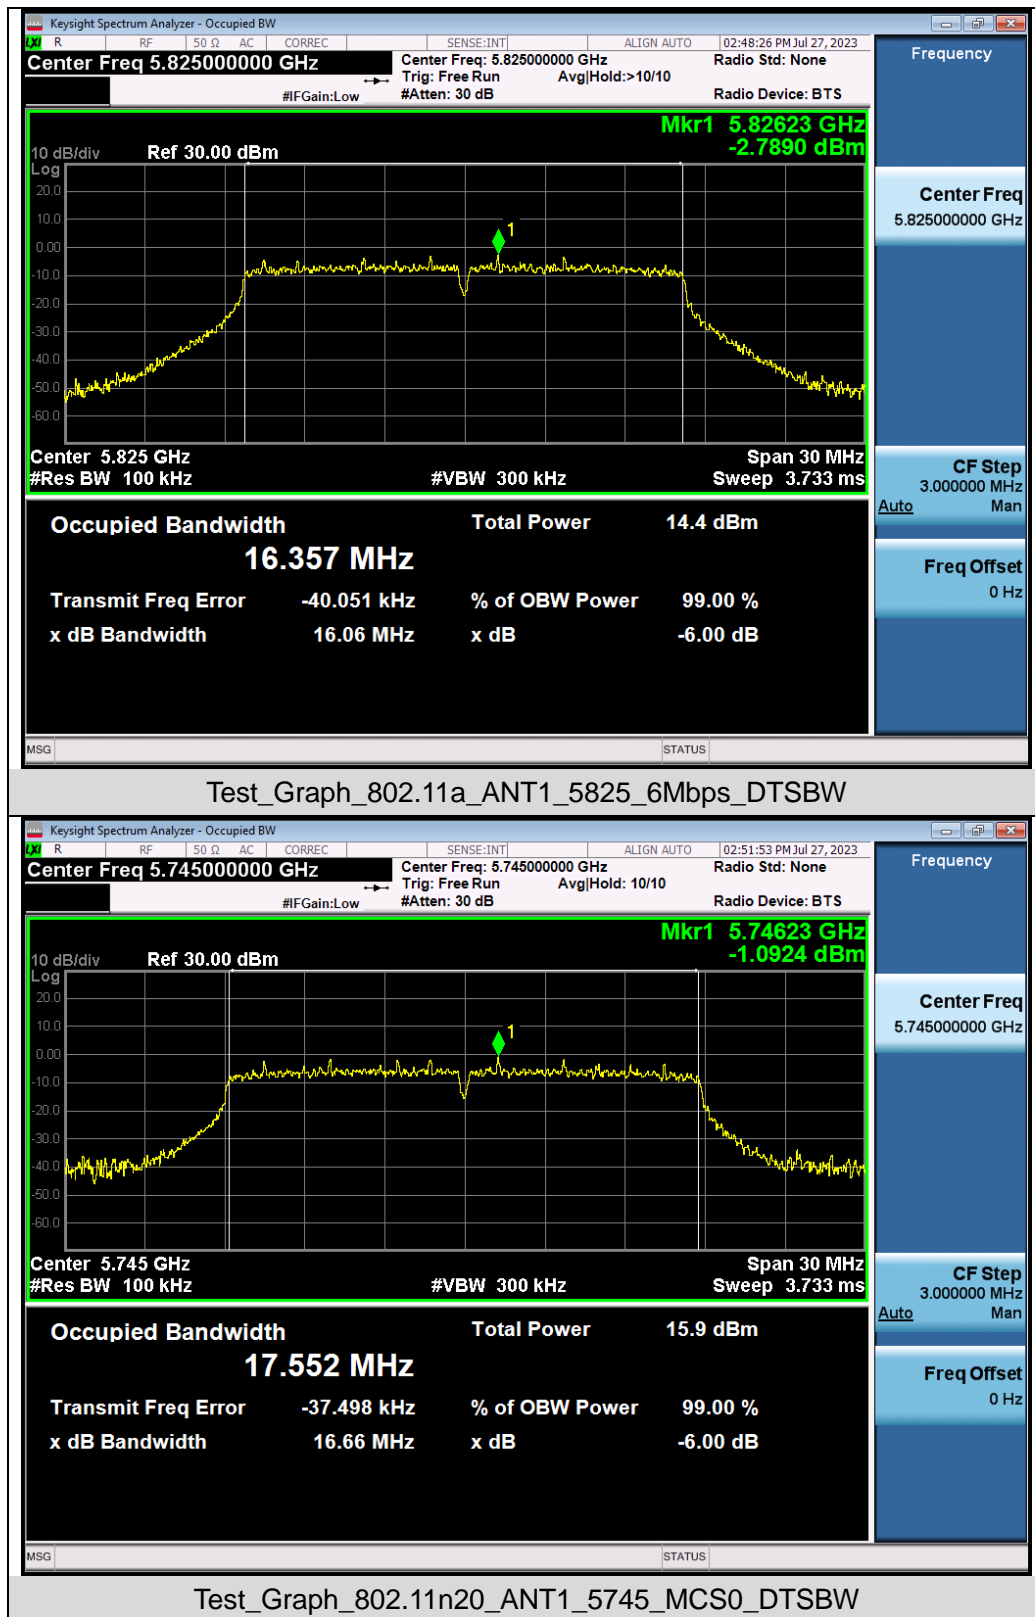 Keysight Spectrum Analyzer - Occupied BW
LXI R RF 50 Ω AC CORREC SENSE:INT ALIGN AUTO 02:48:26 PM Jul 27, 2023
Center Freq 5.825000000 GHz
Center Freq: 5.825000000 GHz Radio Std: None
Trig: Free Run Avg|Hold:>10/10
#IFGain:Low #Atten: 30 dB Radio Device: BTS
Mkr1 5.82623 GHz
-2.7890 dBm
10 dB/div Ref 30.00 dBm
Log
20.0
10.0
0.00
-10.0
-20.0
-30.0
-40.0
-50.0
-60.0
1
Center 5.825 GHz Span 30 MHz
#Res BW 100 kHz #VBW 300 kHz Sweep 3.733 ms
Occupied Bandwidth Total Power 14.4 dBm
16.357 MHz
Transmit Freq Error -40.051 kHz % of OBW Power 99.00 %
x dB Bandwidth 16.06 MHz x dB -6.00 dB
MSG STATUS
Frequency
Center Freq
5.825000000 GHz
CF Step
3.000000 MHz
Auto Man
Freq Offset
0 Hz
Test_Graph_802.11a_ANT1_5825_6Mbps_DTSBW
Keysight Spectrum Analyzer - Occupied BW
LXI R RF 50 Ω AC CORREC SENSE:INT ALIGN AUTO 02:51:53 PM Jul 27, 2023
Center Freq 5.745000000 GHz
Center Freq: 5.745000000 GHz Radio Std: None
Trig: Free Run Avg|Hold: 10/10
#IFGain:Low #Atten: 30 dB Radio Device: BTS
Mkr1 5.74623 GHz
-1.0924 dBm
10 dB/div Ref 30.00 dBm
Log
20.0
10.0
0.00
-10.0
-20.0
-30.0
-40.0
-50.0
-60.0
1
Center 5.745 GHz Span 30 MHz
#Res BW 100 kHz #VBW 300 kHz Sweep 3.733 ms
Occupied Bandwidth Total Power 15.9 dBm
17.552 MHz
Transmit Freq Error -37.498 kHz % of OBW Power 99.00 %
x dB Bandwidth 16.66 MHz x dB -6.00 dB
MSG STATUS
Frequency
Center Freq
5.745000000 GHz
CF Step
3.000000 MHz
Auto Man
Freq Offset
0 Hz
Test_Graph_802.11n20_ANT1_5745_MCS0_DTSBW